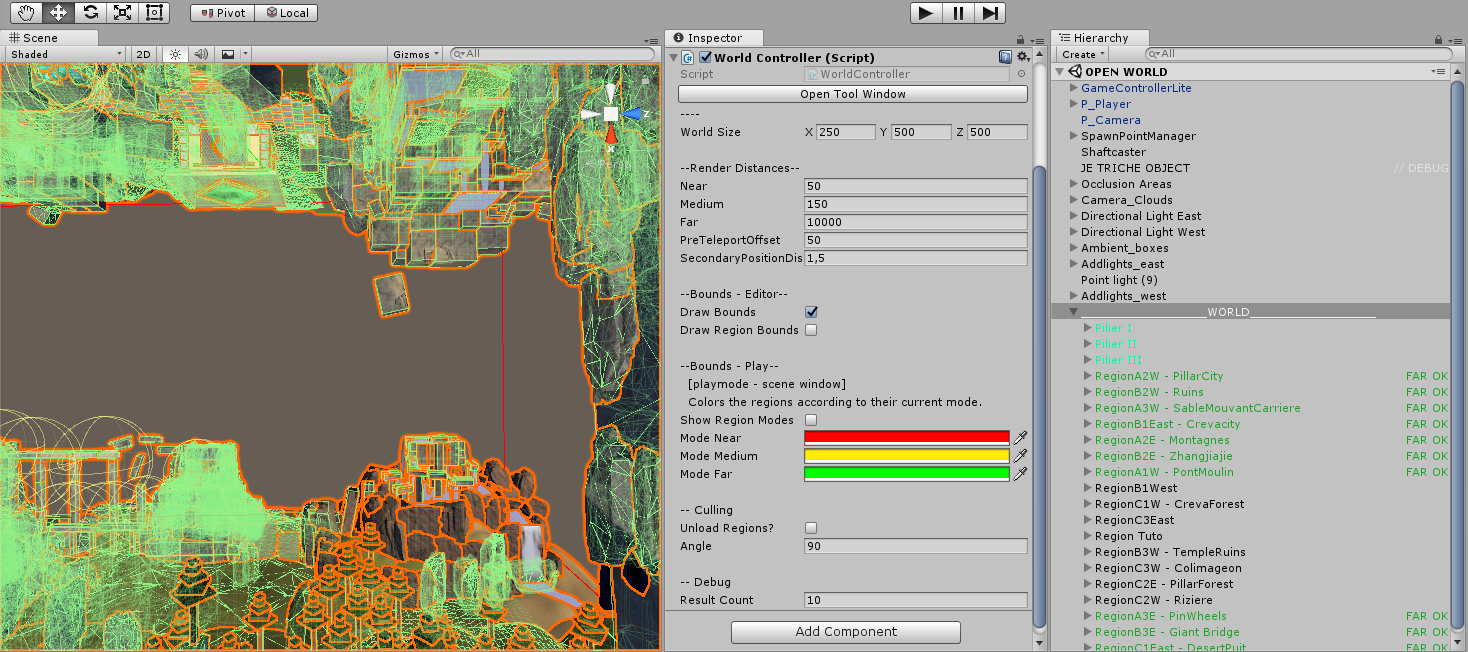 Pivot Local
Scene
Shaded 2D Gizmos All
z
Inspector
World Controller (Script)
Script WorldController
Open Tool Window
----
World Size X 250 Y 500 Z 500
--Render Distances--
Near 50
Medium 150
Far 10000
PreTeleportOffset 50
SecondaryPositionDis 1,5
--Bounds - Editor--
Draw Bounds
Draw Region Bounds
--Bounds - Play--
[playmode - scene window]
Colors the regions according to their current mode.
Show Region Modes
Mode Near
Mode Medium
Mode Far
-- Culling
Unload Regions?
Angle 90
-- Debug
Result Count 10
Add Component
Hierarchy
Create All
OPEN WORLD
GameControllerLite
P_Player
P_Camera
SpawnPointManager
Shaftcaster
JE TRICHE OBJECT // DEBUG
Occlusion Areas
Camera_Clouds
Directional Light East
Directional Light West
Ambient_boxes
Addlights_east
Point light (9)
Addlights_west
__________________WORLD__________________
Pilier I
Pilier II
Pilier III
RegionA2W - PillarCity FAR OK
RegionB2W - Ruins FAR OK
RegionA3W - SableMouvantCarriere FAR OK
RegionB1East - Crevacity FAR OK
RegionA2E - Montagnes FAR OK
RegionB2E - Zhangjiajie FAR OK
RegionA1W - PontMoulin FAR OK
RegionB1West
RegionC1W - CrevaForest
RegionC3East
Region Tuto
RegionB3W - TempleRuins
RegionC3W - Colimageon
RegionC2E - PillarForest
RegionC2W - Riziere
RegionA3E - PinWheels FAR OK
RegionB3E - Giant Bridge FAR OK
RegionC1East - DesertPuit FAR OK